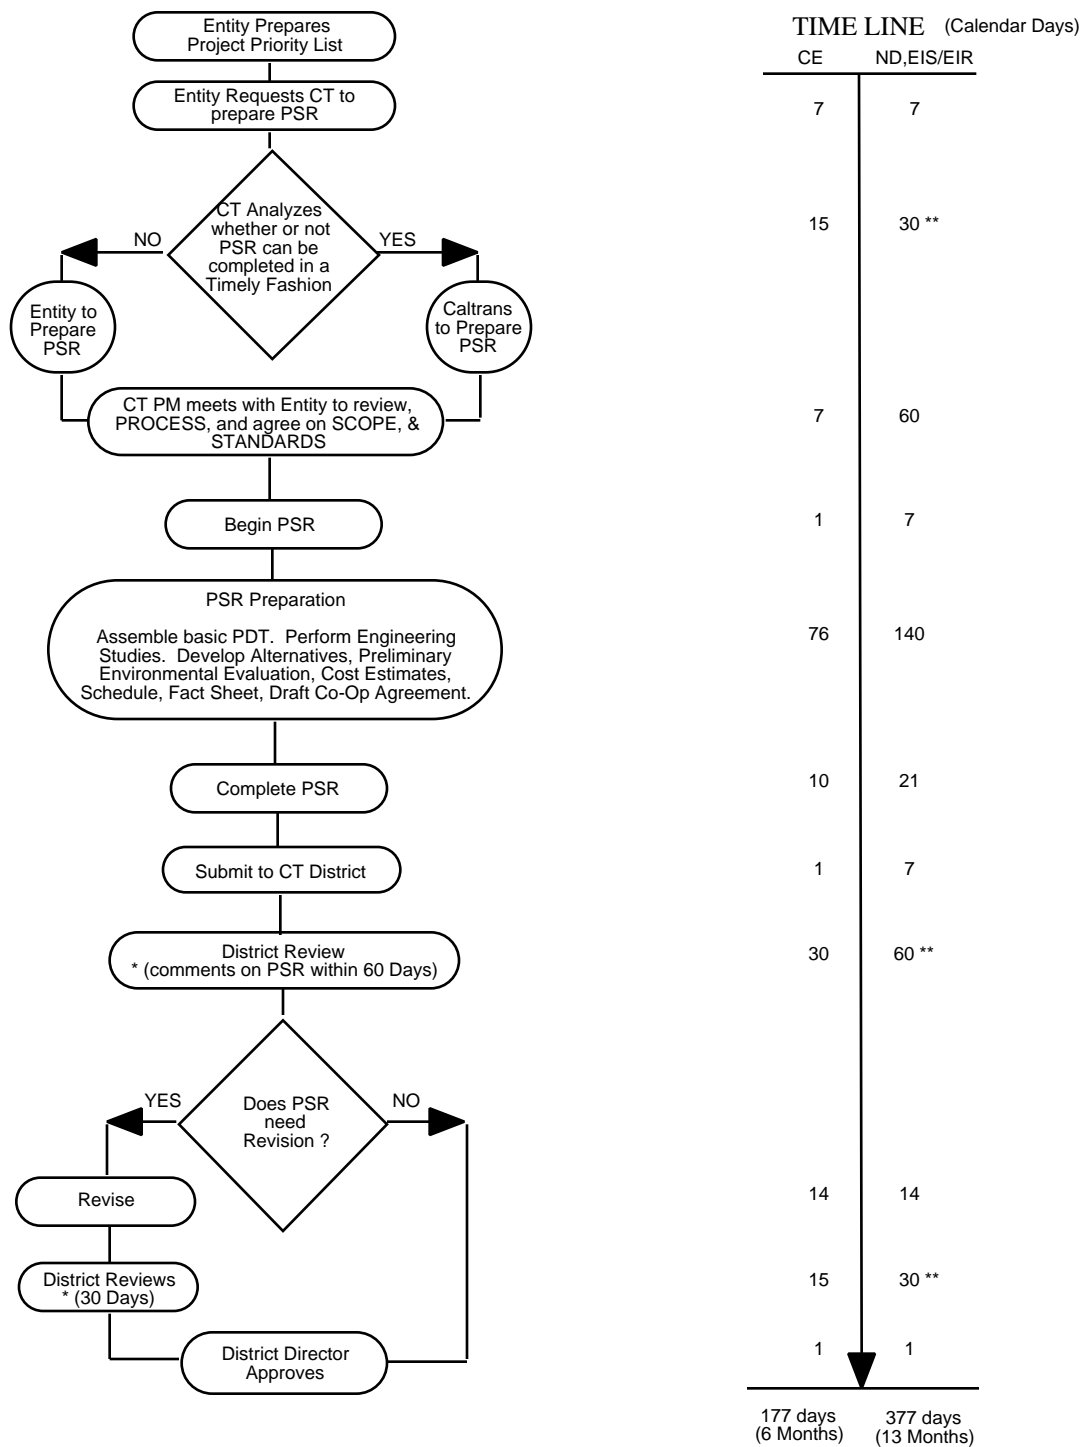 Entity Prepares
Project Priority List
Entity Requests CT to
prepare PSR
CT Analyzes
whether or not
PSR can be
completed in a
Timely Fashion
NO
YES
Entity to
Prepare
PSR
Caltrans
to Prepare
PSR
CT PM meets with Entity to review,
PROCESS, and agree on SCOPE, &
STANDARDS
Begin PSR
PSR Preparation
Assemble basic PDT. Perform Engineering
Studies. Develop Alternatives, Preliminary
Environmental Evaluation, Cost Estimates,
Schedule, Fact Sheet, Draft Co-Op Agreement.
Complete PSR
Submit to CT District
District Review
* (comments on PSR within 60 Days)
Does PSR
need
Revision ?
YES
NO
Revise
District Reviews
* (30 Days)
District Director
Approves
TIME LINE (Calendar Days)
CE ND,EIS/EIR
7 7
15 30 **
7 60
1 7
76 140
10 21
1 7
30 60 **
14 14
15 30 **
1 1
177 days 377 days
(6 Months) (13 Months)